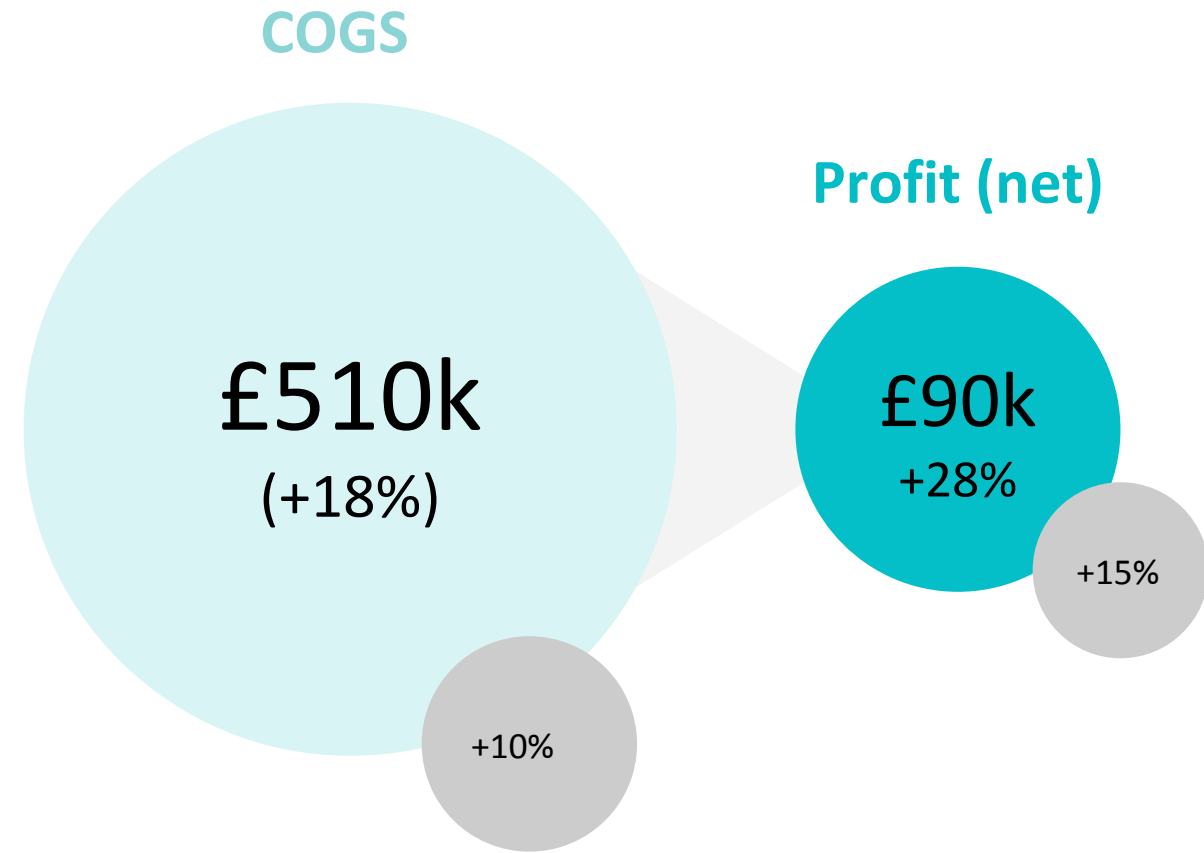 COGS
£510k
(+18%)
+10%
Profit (net)
£90k
+28%
+15%